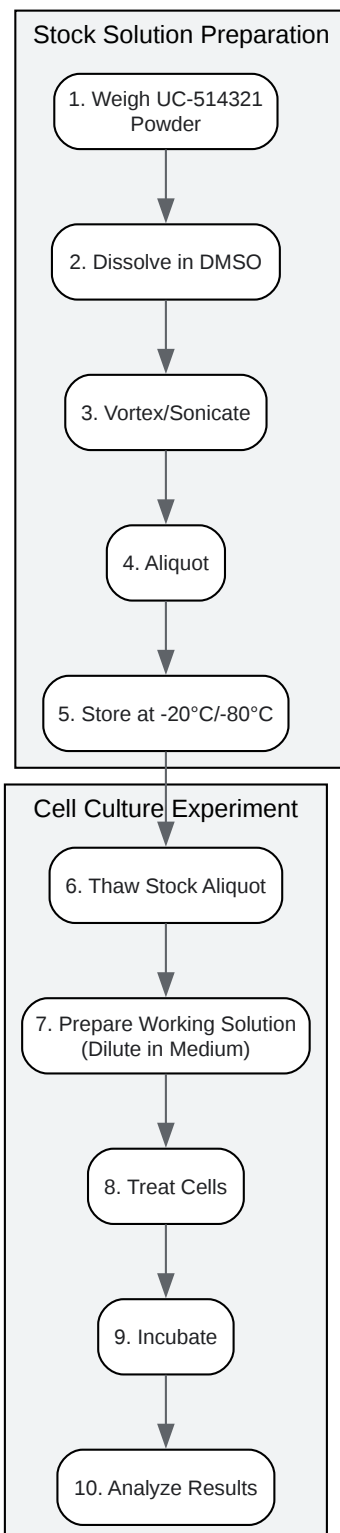 Stock Solution Preparation
1. Weigh UC-514321
Powder
2. Dissolve in DMSO
3. Vortex/Sonicate
4. Aliquot
5. Store at -20°C/-80°C
Cell Culture Experiment
6. Thaw Stock Aliquot
7. Prepare Working Solution
(Dilute in Medium)
8. Treat Cells
9. Incubate
10. Analyze Results